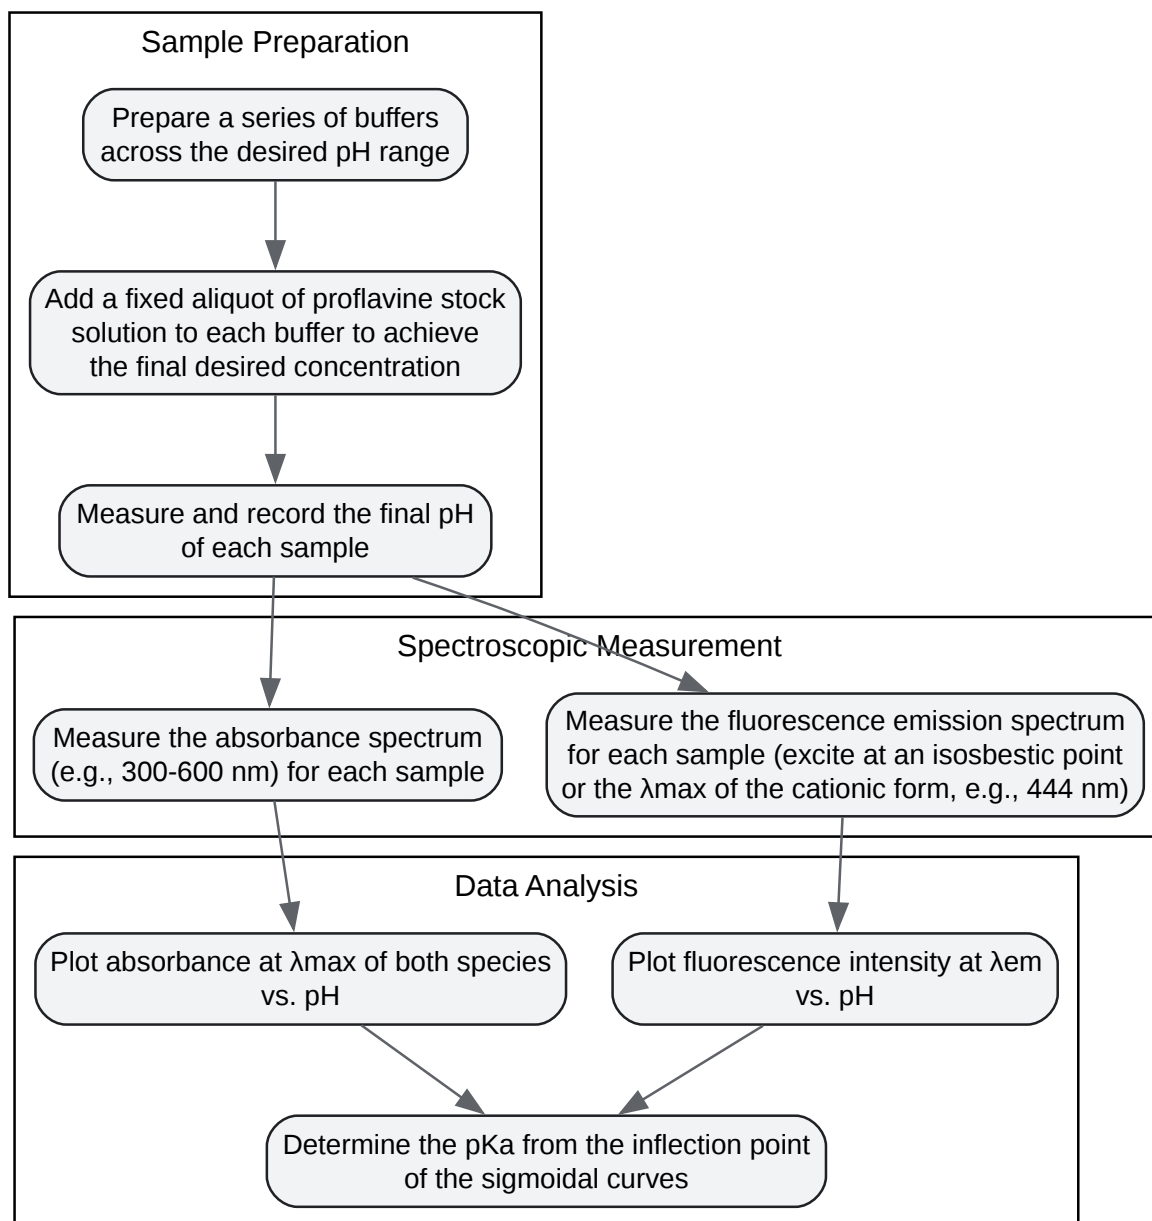 Sample Preparation
Prepare a series of buffers
across the desired pH range
Add a fixed aliquot of proflavine stock
solution to each buffer to achieve
the final desired concentration
Measure and record the final pH
of each sample
Spectroscopic Measurement
Measure the absorbance spectrum
(e.g., 300-600 nm) for each sample
Measure the fluorescence emission spectrum
for each sample (excite at an isosbestic point
or the λmax of the cationic form, e.g., 444 nm)
Data Analysis
Plot absorbance at λmax of both species
vs. pH
Plot fluorescence intensity at λem
vs. pH
Determine the pKa from the inflection point
of the sigmoidal curves